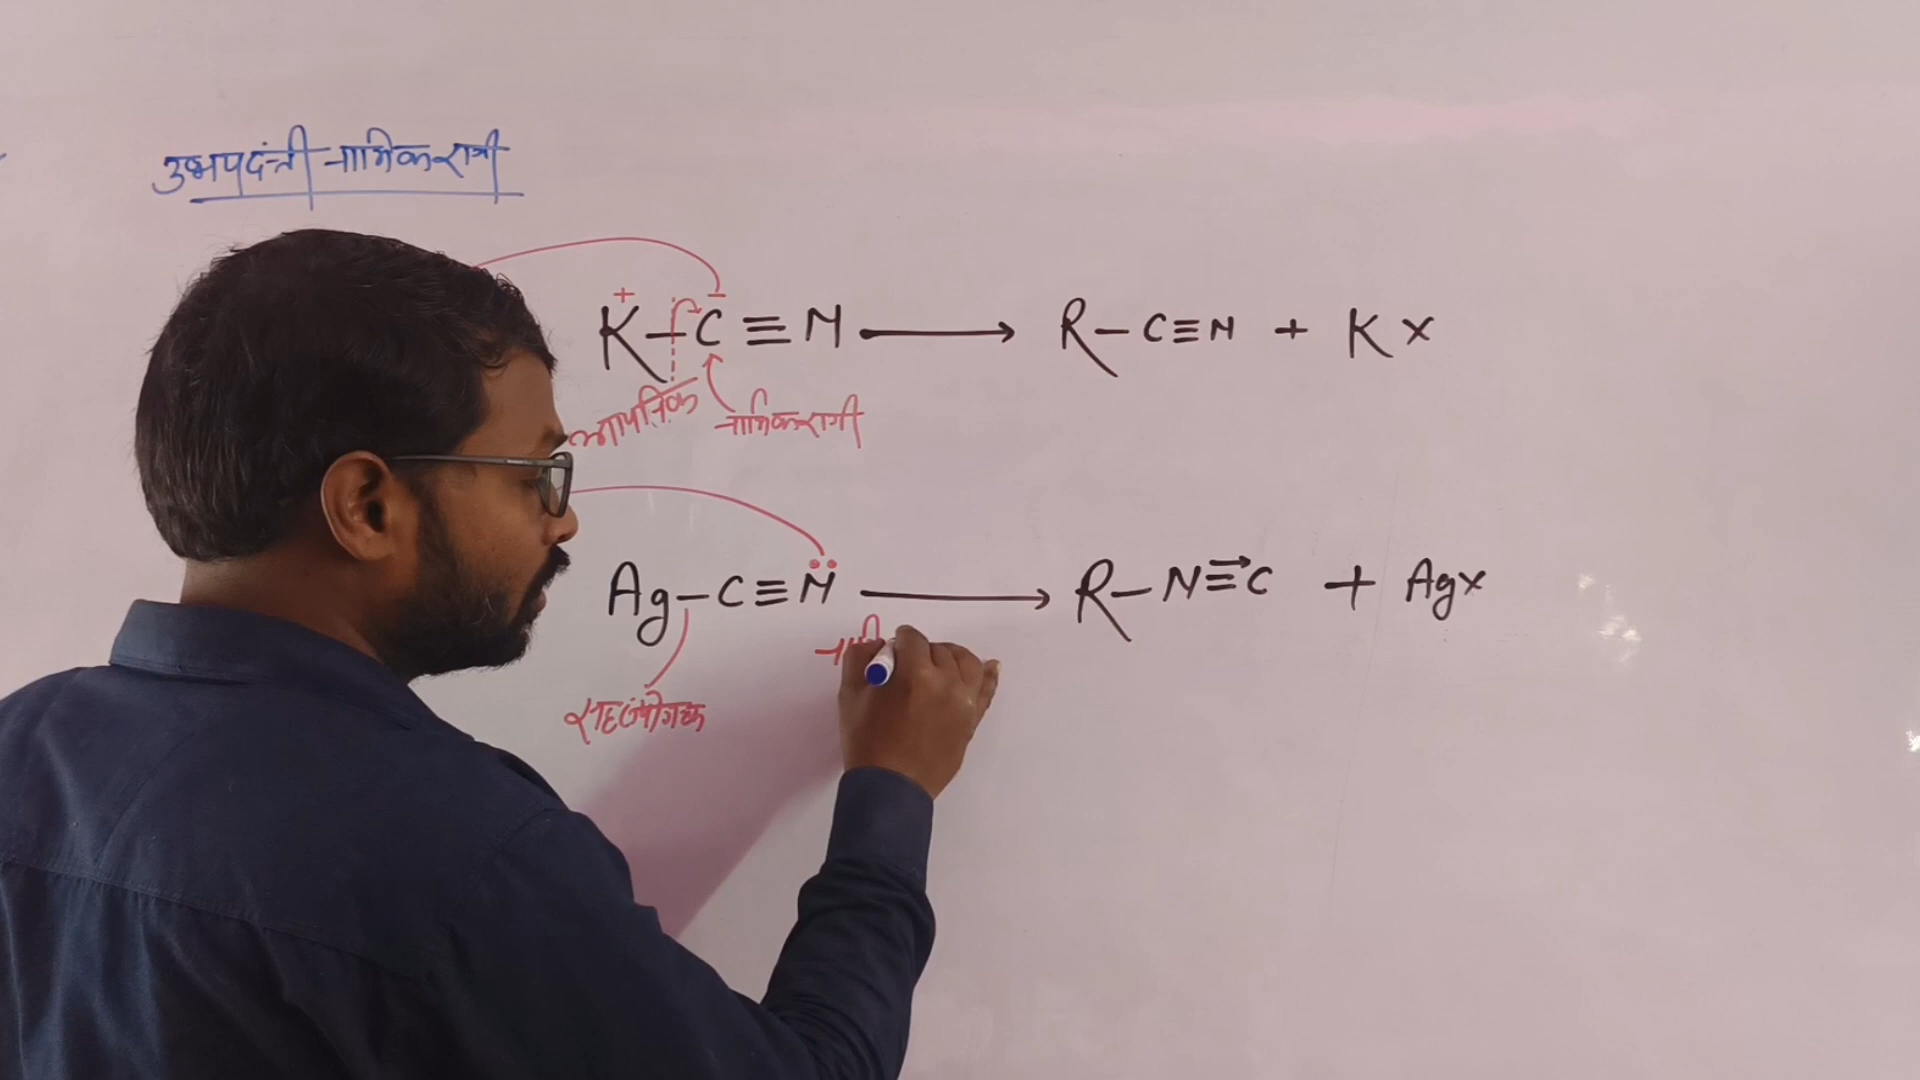 उभयदंती नाभिकरागी
K⁺–C⁻≡N ⟶ R–C≡N + Kx
आयनिक नाभिकरागी
Ag–C≡N̈ ⟶ R–N≡→C + Agx
नाभि
सहसंयोजक